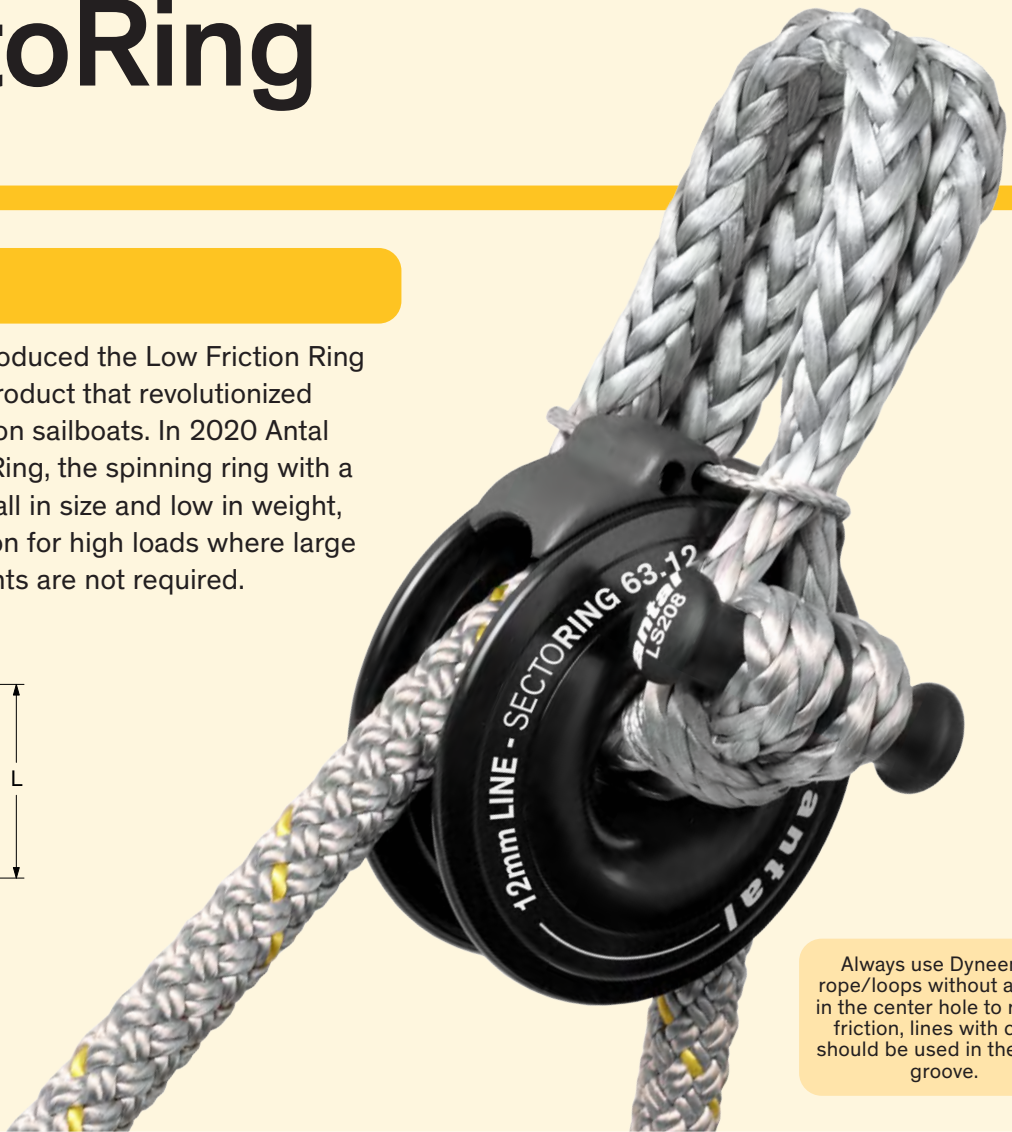 toRing
oduced the Low Friction Ring
roduct that revolutionized
on sailboats. In 2020 Antal
Ring, the spinning ring with a
all in size and low in weight,
on for high loads where large
nts are not required.
L
12mm LINE - SECTORING 63.12
antal
LS208
antal
Always use Dyneem
rope/loops without a
in the center hole to r
friction, lines with c
should be used in the
groove.